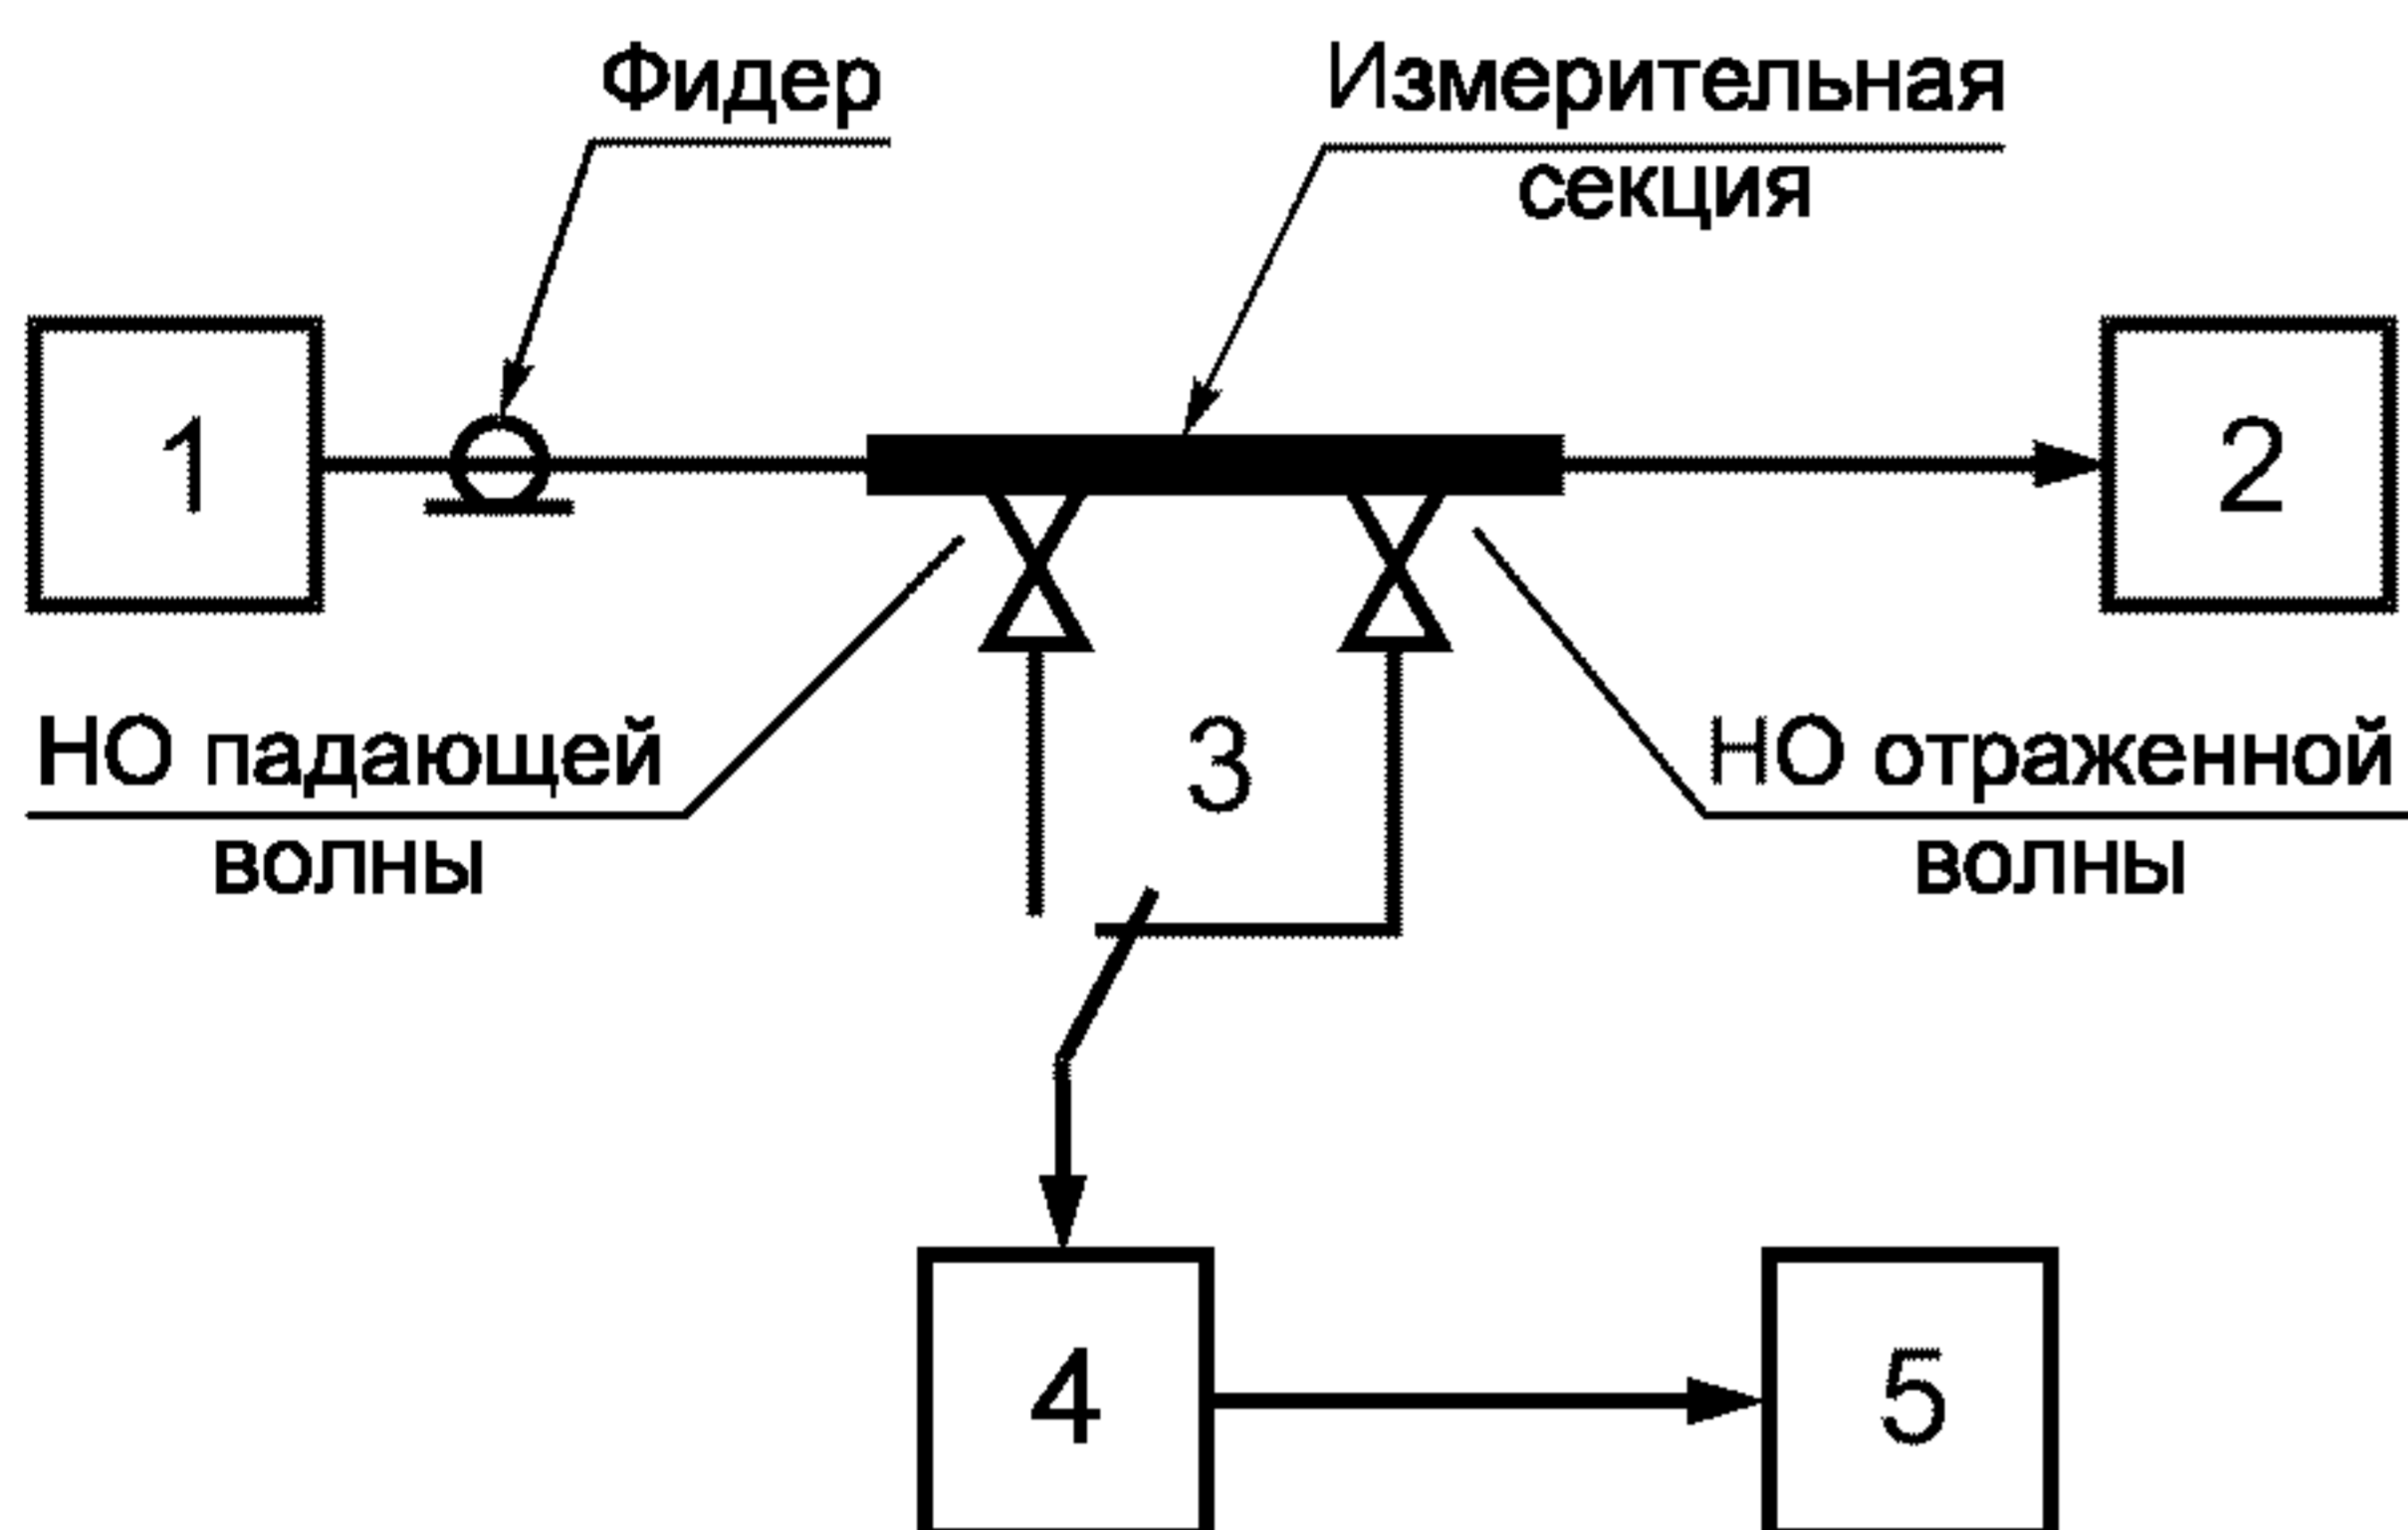 Фидер
Измерительная
секция
1
2
НО падающей
волны
3
НО отраженной
волны
4
5